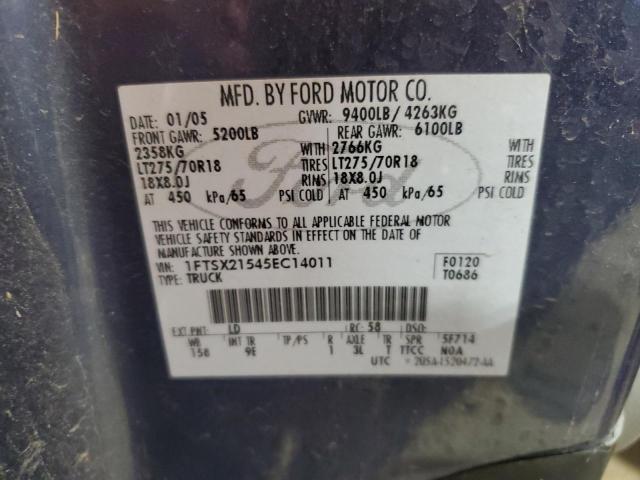 MFD. BY FORD MOTOR CO.
DATE: 01/05 GVWR: 9400LB/ 4263KG
FRONT GAWR: 5200LB REAR GAWR: 6100LB
2358KG WITH 2766KG WITH
LT275/70R18 TIRES LT275/70R18 TIRES
18X8.0J RIMS 18X8.0J RIMS
AT 450 kPa/65 PSI COLD AT 450 kPa/65 PSI COLD
Ford
THIS VEHICLE CONFORMS TO ALL APPLICABLE FEDERAL MOTOR
VEHICLE SAFETY STANDARDS IN EFFECT ON THE DATE OF
MANUFACTURE SHOWN ABOVE.
VIN: 1FTSX21545EC14011 F0120
TYPE: TRUCK T0686
EXT PNT: LD RC: 58 DSO:
WB INT TR TP/PS R AXLE TR SPR 5F714
158 9E 1 3L T TTCC NOA
UTC